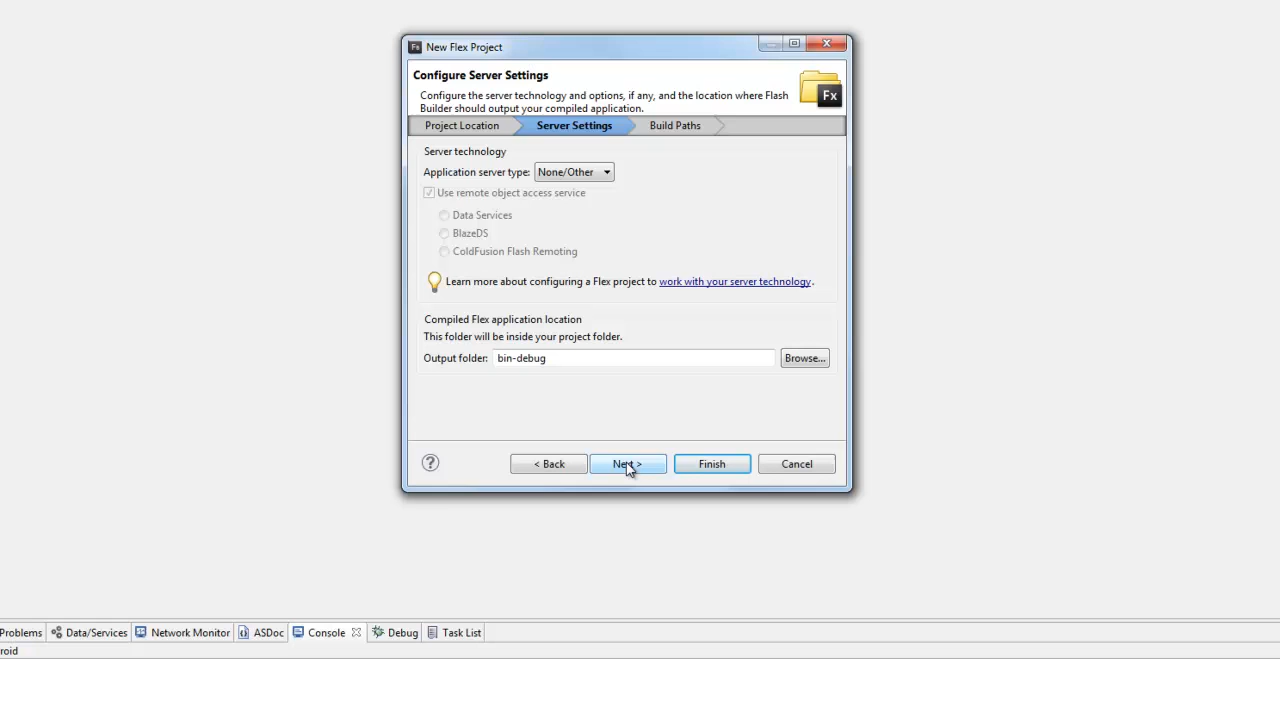 New Flex Project
Configure Server Settings
Configure the server technology and options, if any, and the location where Flash
Builder should output your compiled application.
Fx
Project Location Server Settings Build Paths
Server technology
Application server type: None/Other
Use remote object access service
Data Services
BlazeDS
ColdFusion Flash Remoting
Learn more about configuring a Flex project to work with your server technology.
Compiled Flex application location
This folder will be inside your project folder.
Output folder: bin-debug Browse...
? < Back Next > Finish Cancel
Problems Data/Services Network Monitor ASDoc Console Debug Task List
roid